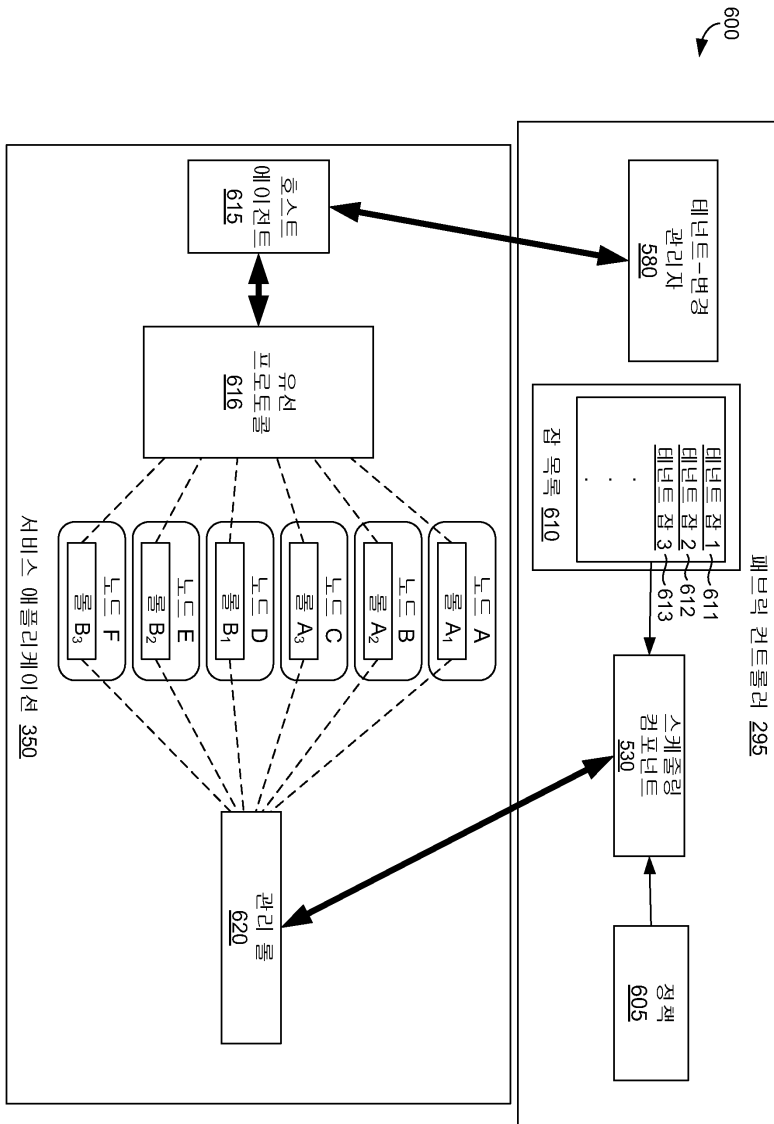 600
패브릭 컨트롤러 295
테넌트-변경
관리자
580
테넌트 잡 1
테넌트 잡 2
테넌트 잡 3
잡 목록 610
611
612
613
스케줄링
컴포넌트
530
정책
605
호스트
에이전트
615
유선
프로토콜
616
노드 A
롤 A1
노드 B
롤 A2
노드 C
롤 A3
노드 D
롤 B1
노드 E
롤 B2
노드 F
롤 B3
관리 롤
620
서비스 애플리케이션 350